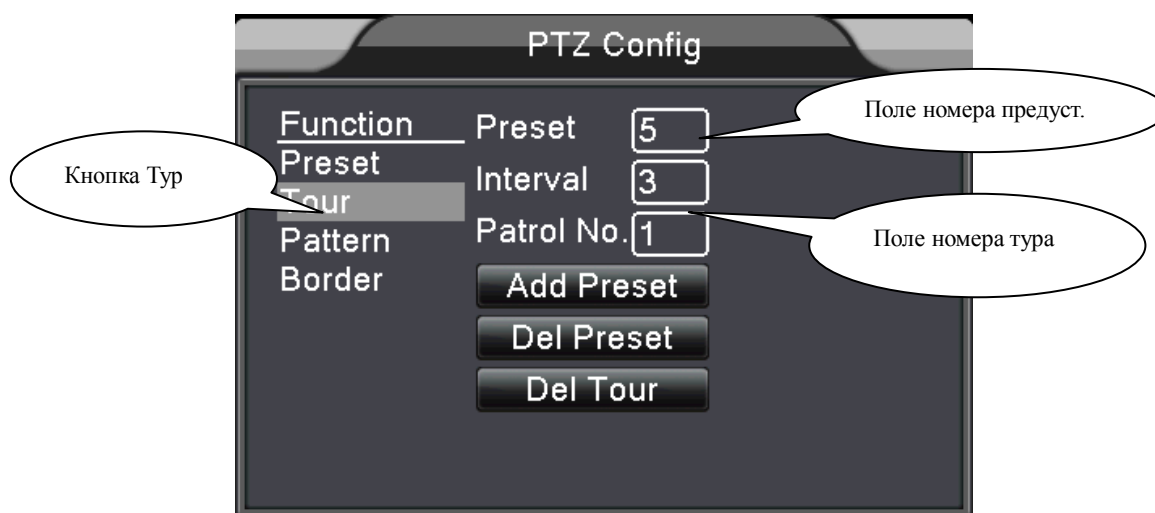 PTZ Config
Function
Preset
Tour
Pattern
Border
Preset 5
Interval 3
Patrol No. 1
Add Preset
Del Preset
Del Tour
Кнопка Тур
Поле номера предуст.
Поле номера тура